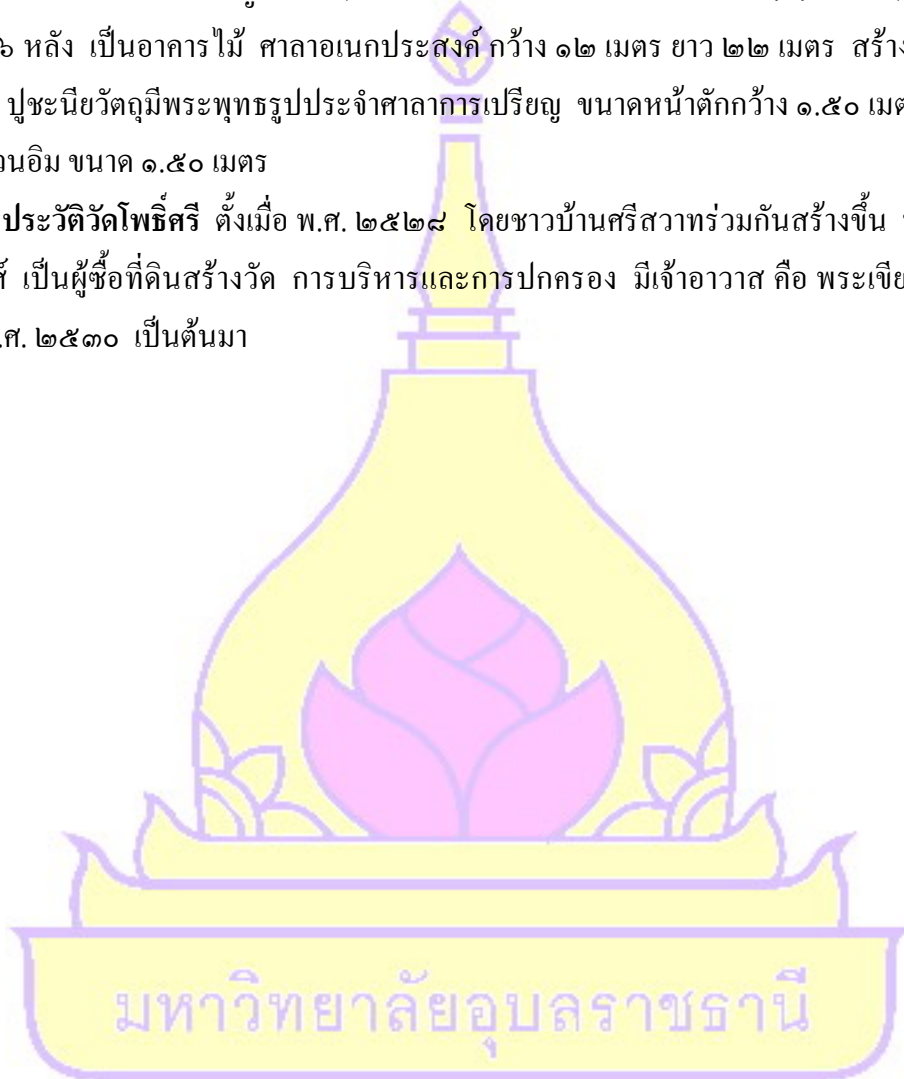 ๖ หลัง เป็นอาคารไม้ ศาลาอเนกประสงค์ กว้าง ๑๒ เมตร ยาว ๒๒ เมตร สร้าง
ปูชะนียวัตถุมีพระพุทธรูปประจำศาลาการเปรียญ ขนาดหน้าตักกว้าง ๑.๕๐ เมต
วนอิม ขนาด ๑.๕๐ เมตร
ประวัติวัดโพธิ์ศรี ตั้งเมื่อ พ.ศ. ๒๕๒๘ โดยชาวบ้านศรีสวาทร่วมกันสร้างขึ้น
ส์ เป็นผู้ซื้อที่ดินสร้างวัด การบริหารและการปกครอง มีเจ้าอาวาส คือ พระเขีย
.ศ. ๒๕๓๐ เป็นต้นมา
มหาวิทยาลัยอุบลราชธานี